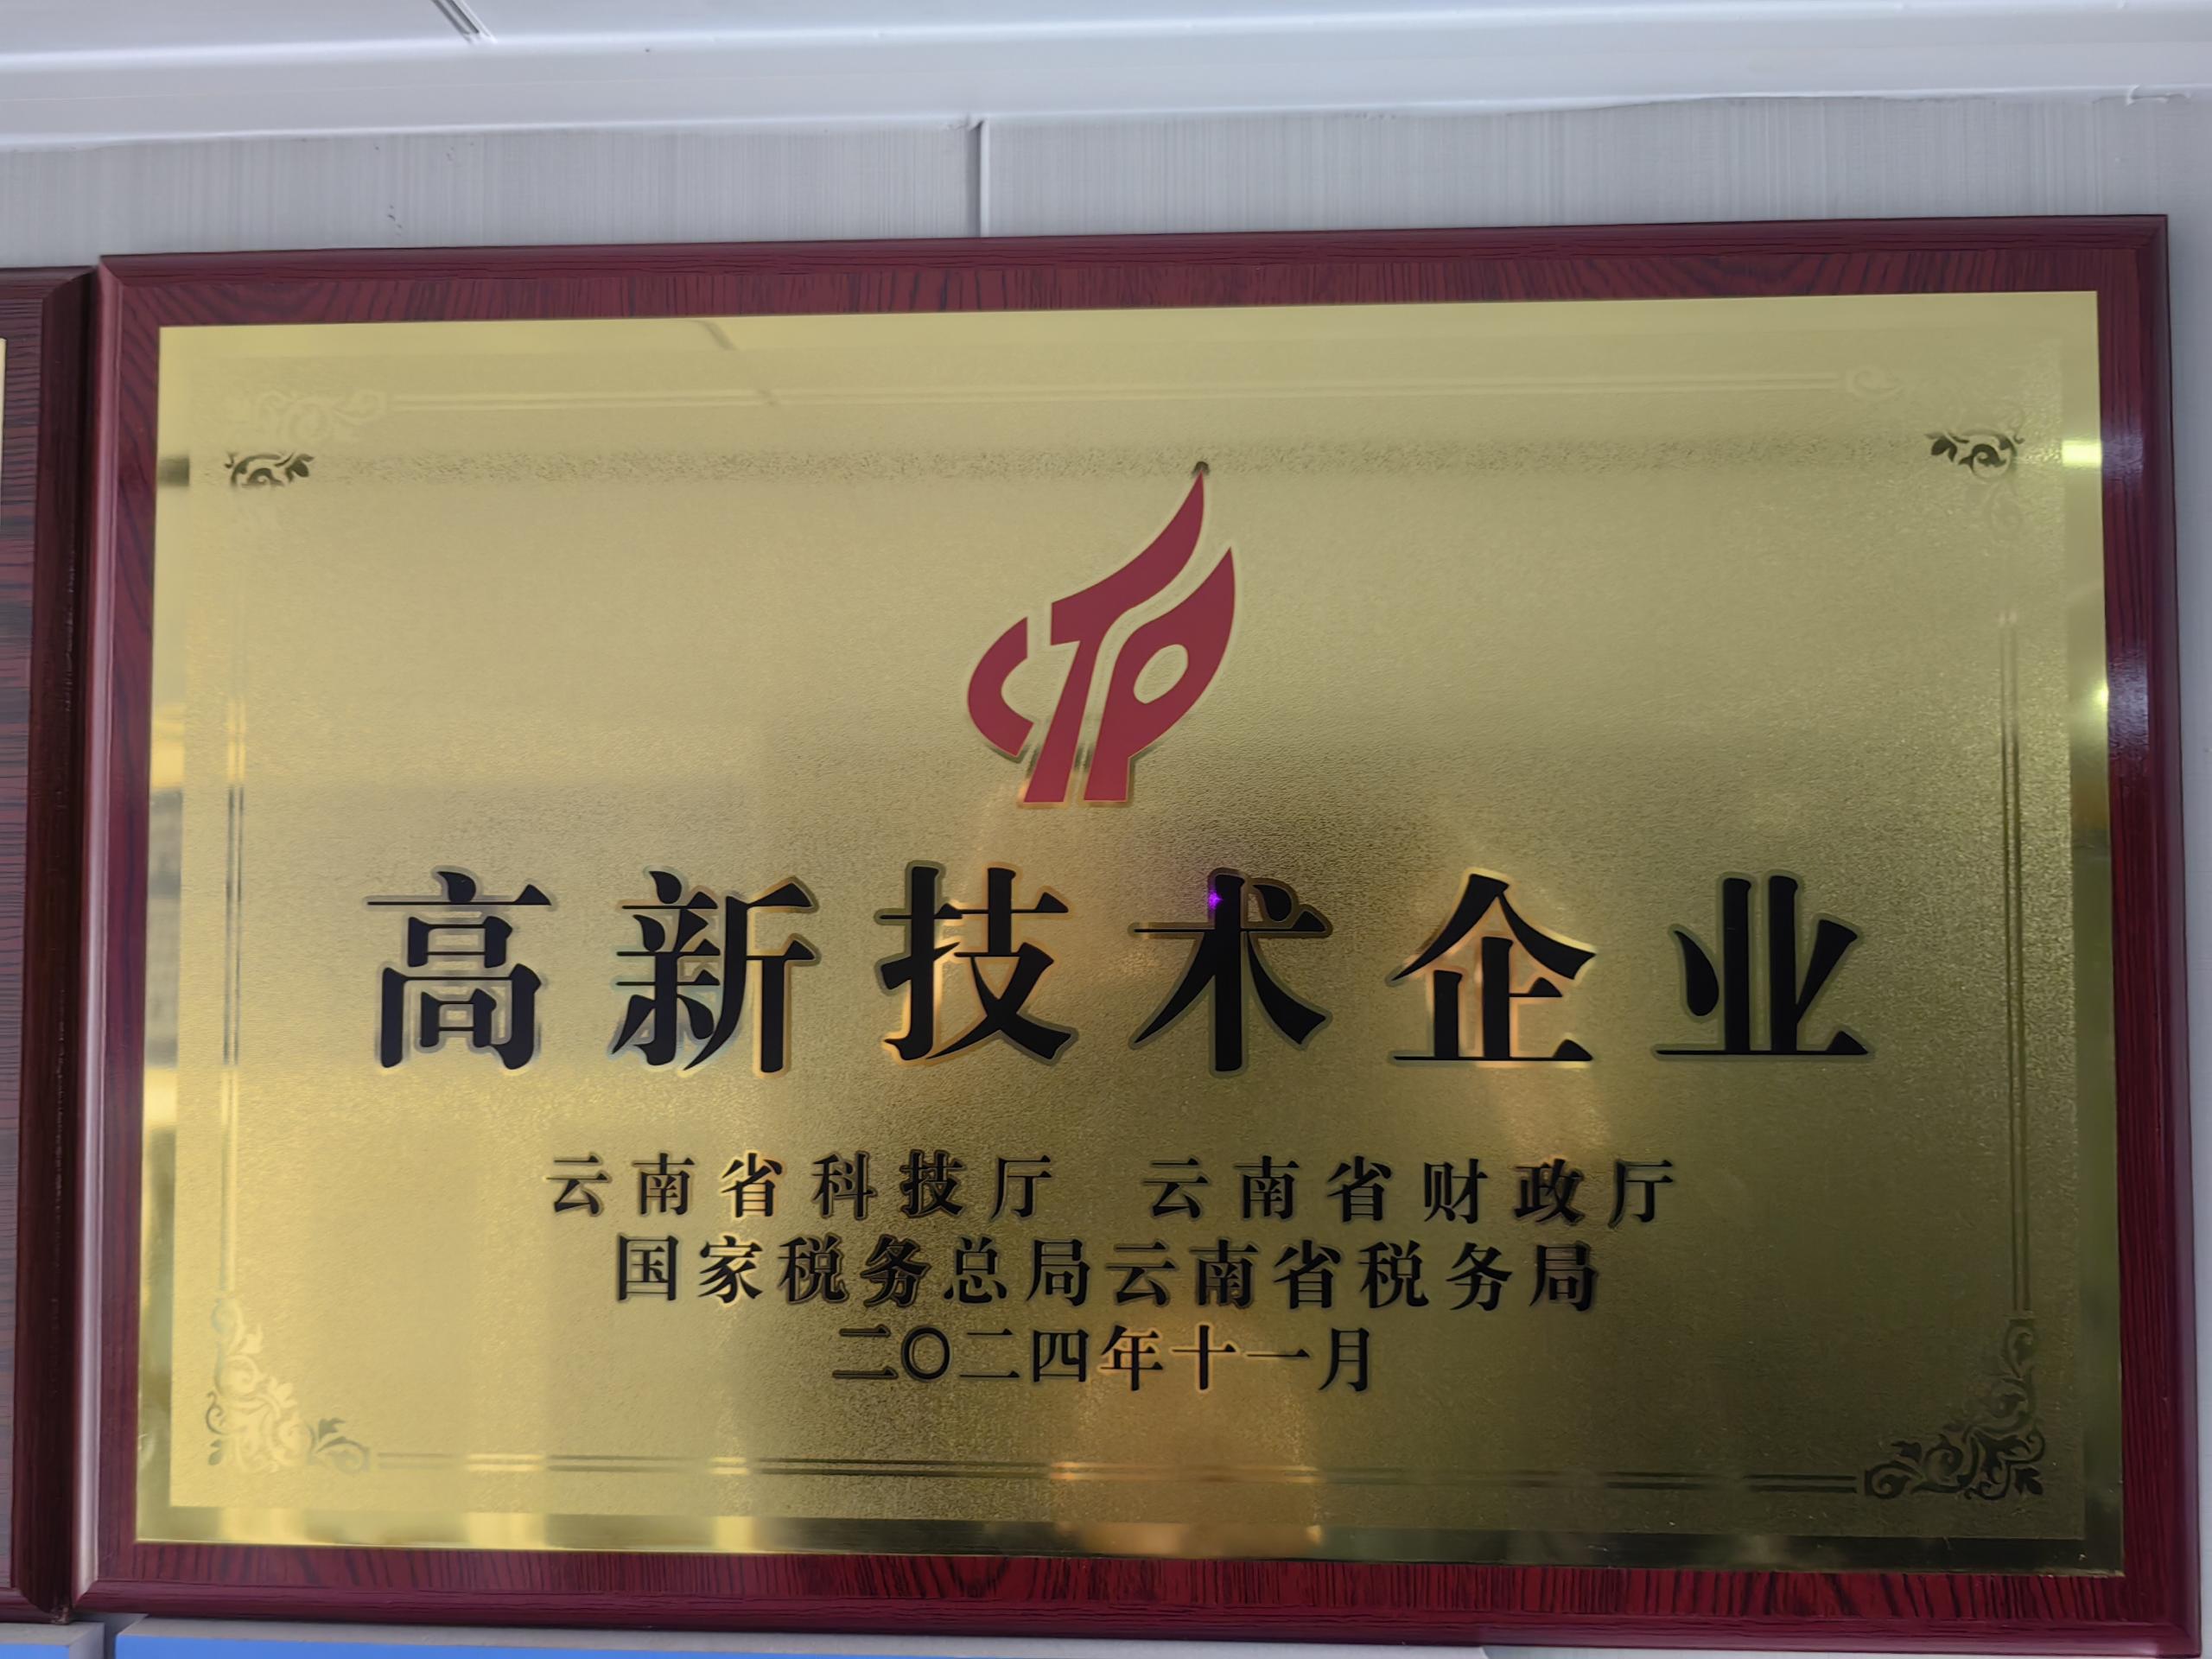 CTP
高新技术企业
云南省科技厅 云南省财政厅
国家税务总局云南省税务局
二〇二四年十一月